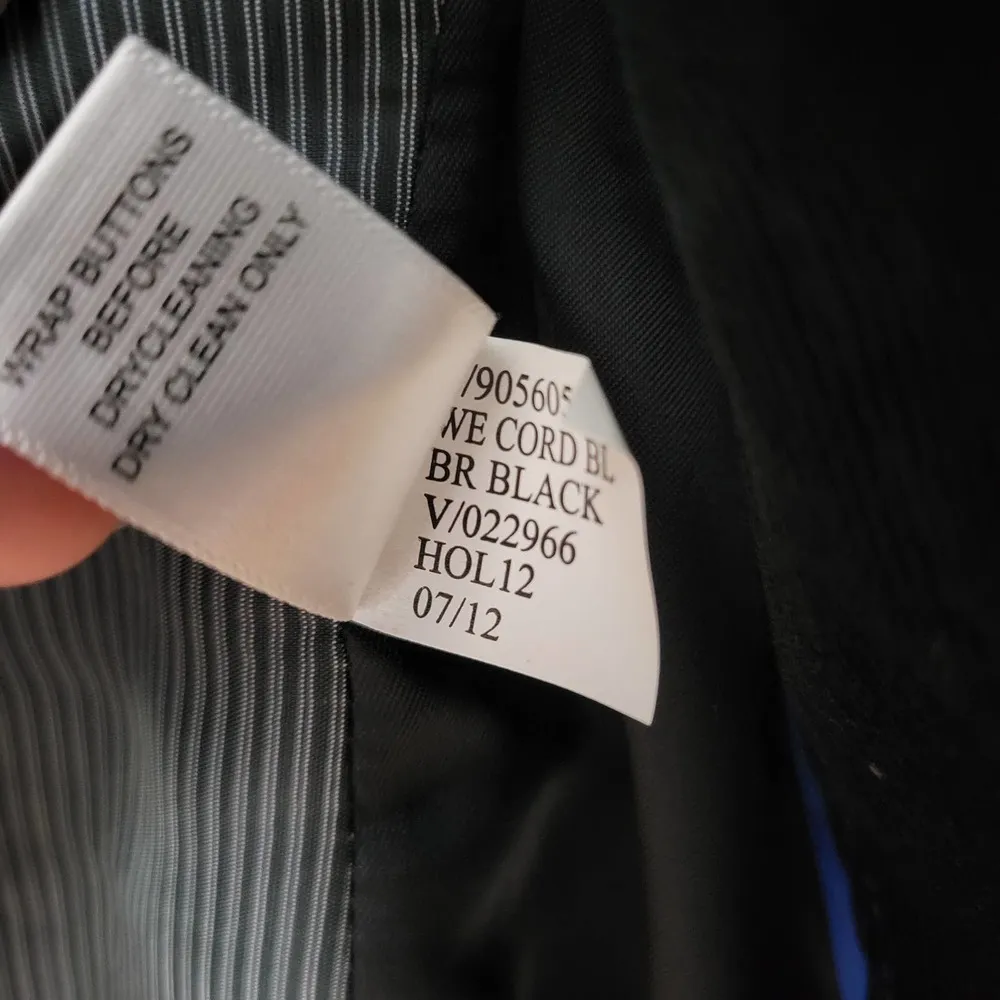 WRAP BUTTONS
BEFORE
DRYCLEANING
DRY CLEAN ONLY
/905605
WE CORD BL
BR BLACK
V/022966
HOL12
07/12